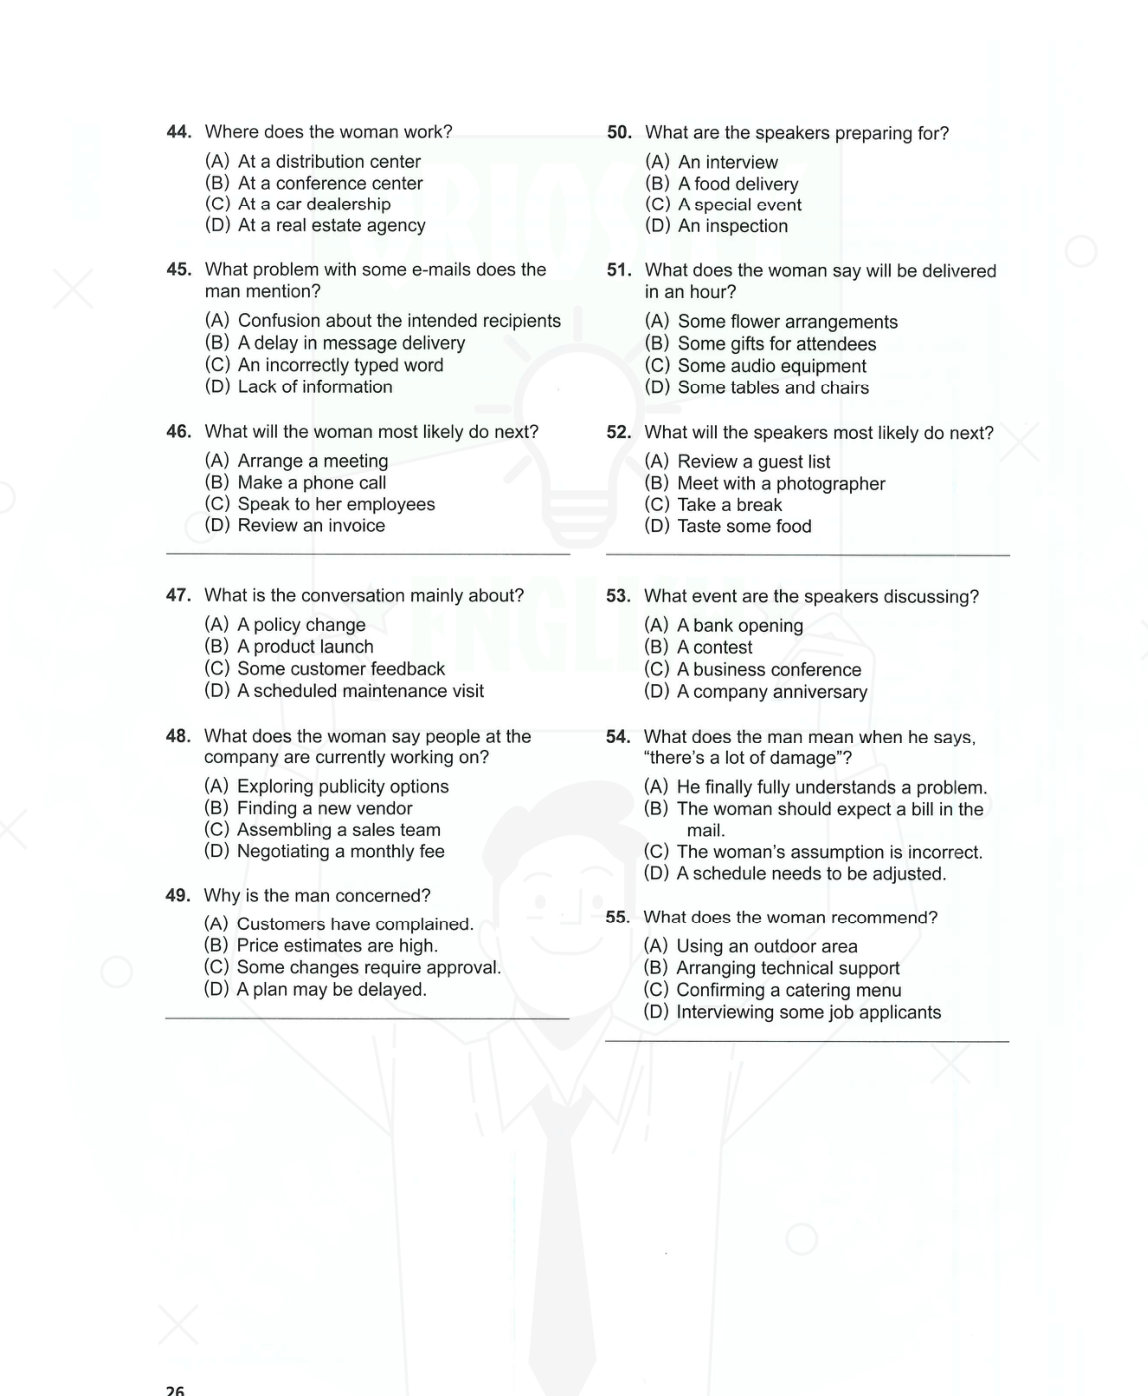 44. Where does the woman work?
(A) At a distribution center
(B) At a conference center
(C) At a car dealership
(D) At a real estate agency
45. What problem with some e-mails does the
man mention?
(A) Confusion about the intended recipients
(B) A delay in message delivery
(C) An incorrectly typed word
(D) Lack of information
46. What will the woman most likely do next?
(A) Arrange a meeting
(B) Make a phone call
(C) Speak to her employees
(D) Review an invoice
47. What is the conversation mainly about?
(A) A policy change
(B) A product launch
(C) Some customer feedback
(D) A scheduled maintenance visit
48. What does the woman say people at the
company are currently working on?
(A) Exploring publicity options
(B) Finding a new vendor
(C) Assembling a sales team
(D) Negotiating a monthly fee
49. Why is the man concerned?
(A) Customers have complained.
(B) Price estimates are high.
(C) Some changes require approval.
(D) A plan may be delayed.
50. What are the speakers preparing for?
(A) An interview
(B) A food delivery
(C) A special event
(D) An inspection
51. What does the woman say will be delivered
in an hour?
(A) Some flower arrangements
(B) Some gifts for attendees
(C) Some audio equipment
(D) Some tables and chairs
52. What will the speakers most likely do next?
(A) Review a guest list
(B) Meet with a photographer
(C) Take a break
(D) Taste some food
53. What event are the speakers discussing?
(A) A bank opening
(B) A contest
(C) A business conference
(D) A company anniversary
54. What does the man mean when he says,
“there’s a lot of damage”?
(A) He finally fully understands a problem.
(B) The woman should expect a bill in the
mail.
(C) The woman’s assumption is incorrect.
(D) A schedule needs to be adjusted.
55. What does the woman recommend?
(A) Using an outdoor area
(B) Arranging technical support
(C) Confirming a catering menu
(D) Interviewing some job applicants
26